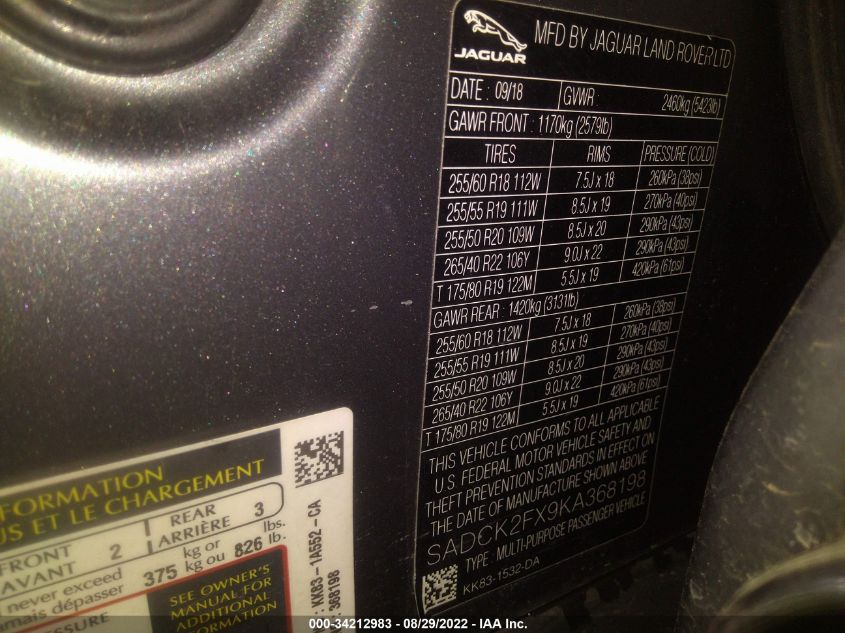 JAGUAR
MFD BY JAGUAR LAND ROVER LTD
DATE : 09/18 GVWR : 2460kg (5423lb)
GAWR FRONT : 1170kg (2579lb)
TIRES RIMS PRESSURE (COLD)
255/60 R18 112W 7.5J x 18 260kPa (38psi)
255/55 R19 111W 8.5J x 19 270kPa (40psi)
255/50 R20 109W 8.5J x 20 290kPa (43psi)
265/40 R22 106Y 9.0J x 22 290kPa (43psi)
T 175/80 R19 122M 5.5J x 19 420kPa (61psi)
GAWR REAR : 1420kg (3131lb)
255/60 R18 112W 7.5J x 18 260kPa (38psi)
255/55 R19 111W 8.5J x 19 270kPa (40psi)
255/50 R20 109W 8.5J x 20 290kPa (43psi)
265/40 R22 106Y 9.0J x 22 290kPa (43psi)
T 175/80 R19 122M 5.5J x 19 420kPa (61psi)
THIS VEHICLE CONFORMS TO ALL APPLICABLE
U.S. FEDERAL MOTOR VEHICLE SAFETY AND
THEFT PREVENTION STANDARDS IN EFFECT ON
THE DATE OF MANUFACTURE SHOWN ABOVE
SADCK2FX9KA368198
TYPE : MULTI-PURPOSE PASSENGER VEHICLE
KK83-1532-DA
FORMATION
US ET LE CHARGEMENT
FRONT 2 REAR 3
AVANT ARRIÈRE
never exceed 375 kg or 826 lbs.
jamais dépasser kg ou lb.
SEE OWNER'S
MANUAL FOR
ADDITIONAL
INFORMATION
KK83-1A552-CA
368198
000-34212983 - 08/29/2022 - IAA Inc.